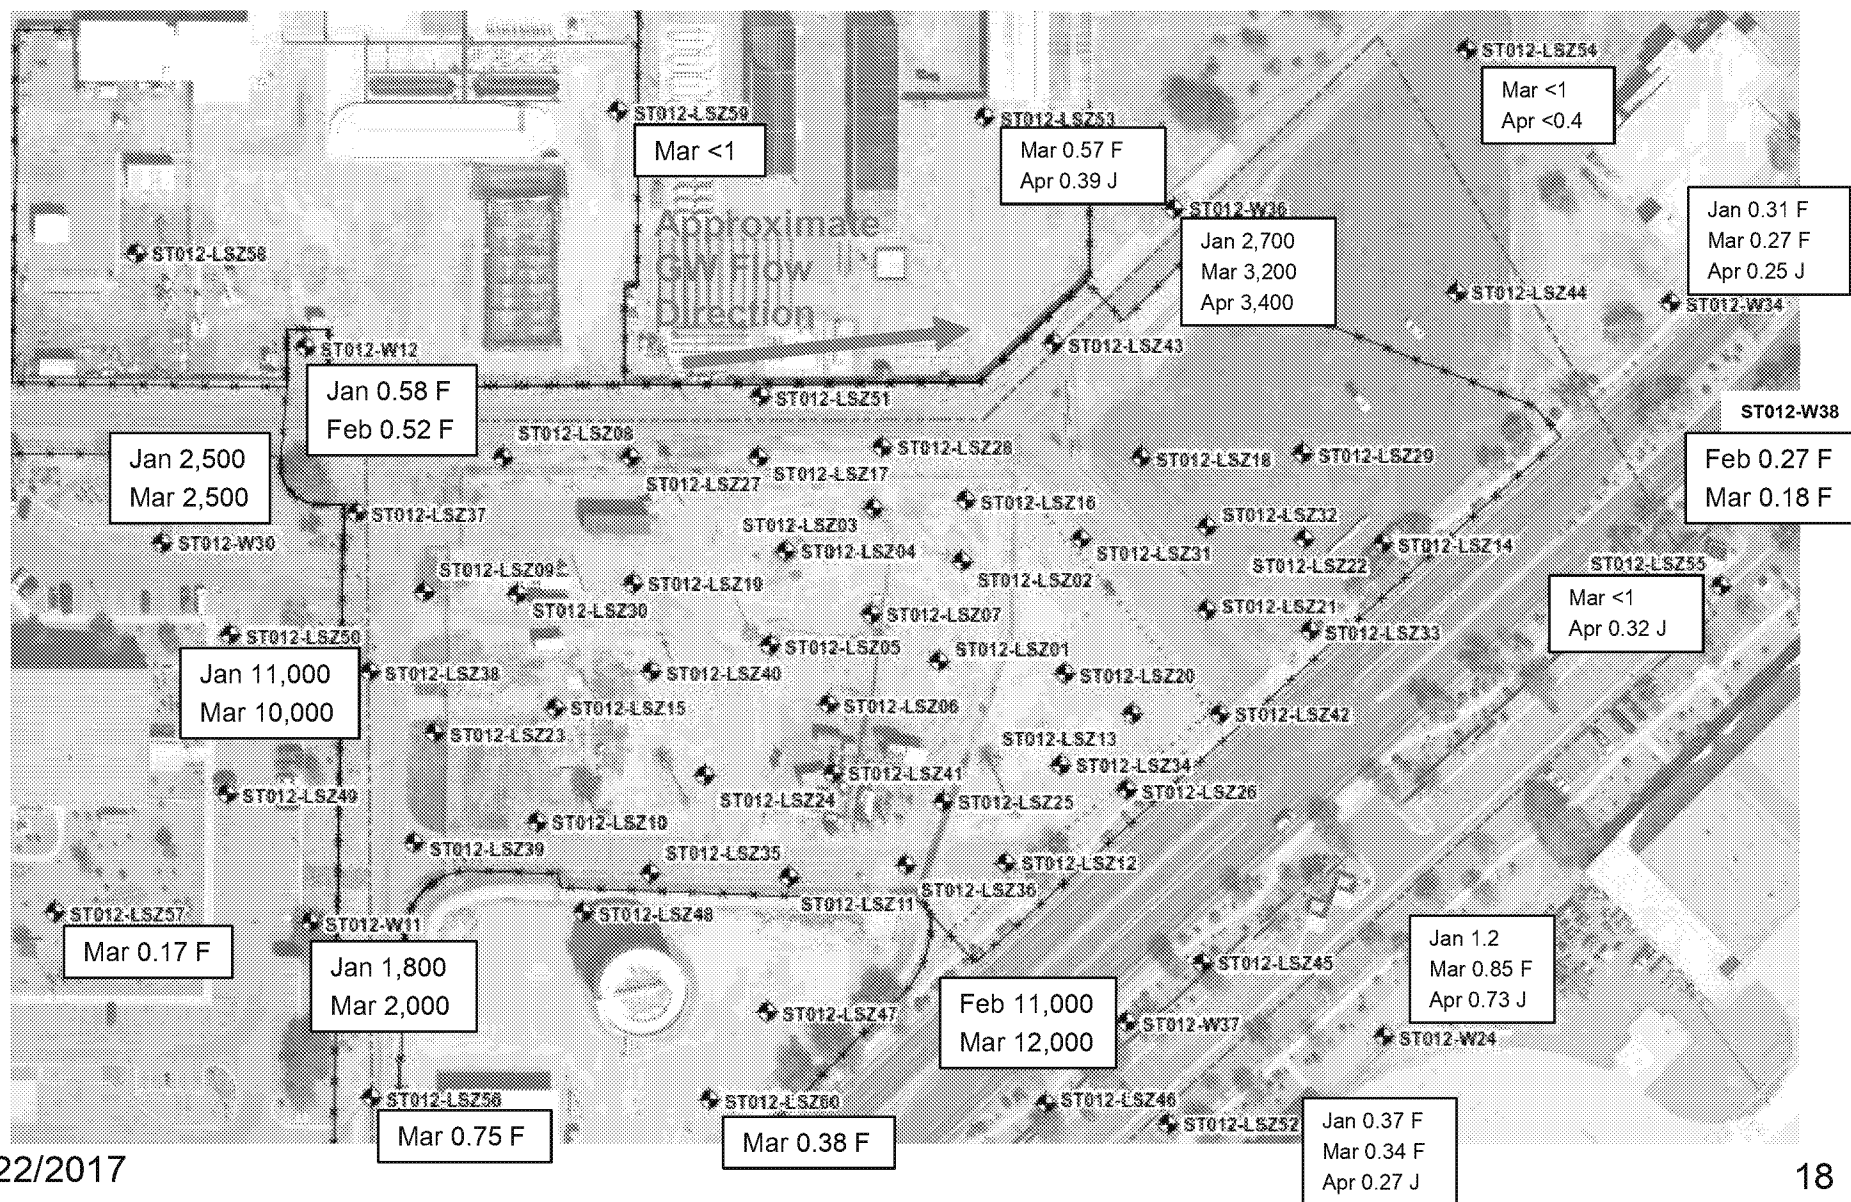 ST012-LSZ54
Mar <1
Apr <0.4
ST012-LSZ59
Mar <1
ST012-LSZ53
Mar 0.57 F
Apr 0.39 J
ST012-W36
Jan 2,700
Mar 3,200
Apr 3,400
Jan 0.31 F
Mar 0.27 F
Apr 0.25 J
ST012-W34
ST012-LSZ44
ST012-LSZ58
Approximate
GW Flow
Direction
ST012-LSZ43
ST012-W12
Jan 0.58 F
Feb 0.52 F
ST012-LSZ51
ST012-W38
Feb 0.27 F
Mar 0.18 F
Jan 2,500
Mar 2,500
ST012-LSZ08
ST012-LSZ27
ST012-LSZ17
ST012-LSZ28
ST012-LSZ18
ST012-LSZ29
ST012-LSZ37
ST012-W30
ST012-LSZ03
ST012-LSZ16
ST012-LSZ04
ST012-LSZ32
ST012-LSZ31
ST012-LSZ22
ST012-LSZ14
ST012-LSZ09
ST012-LSZ30
ST012-LSZ19
ST012-LSZ02
ST012-LSZ55
Mar <1
Apr 0.32 J
ST012-LSZ07
ST012-LSZ21
ST012-LSZ33
ST012-LSZ50
Jan 11,000
Mar 10,000
ST012-LSZ38
ST012-LSZ40
ST012-LSZ05
ST012-LSZ01
ST012-LSZ20
ST012-LSZ15
ST012-LSZ06
ST012-LSZ42
ST012-LSZ23
ST012-LSZ13
ST012-LSZ34
ST012-LSZ49
ST012-LSZ24
ST012-LSZ41
ST012-LSZ25
ST012-LSZ26
ST012-LSZ10
ST012-LSZ39
ST012-LSZ35
ST012-LSZ11
ST012-LSZ36
ST012-LSZ12
ST012-LSZ57
Mar 0.17 F
ST012-W11
Jan 1,800
Mar 2,000
ST012-LSZ48
ST012-LSZ45
Jan 1.2
Mar 0.85 F
Apr 0.73 J
ST012-W24
ST012-LSZ47
Feb 11,000
Mar 12,000
ST012-W37
ST012-LSZ56
Mar 0.75 F
ST012-LSZ60
Mar 0.38 F
ST012-LSZ46
ST012-LSZ52
Jan 0.37 F
Mar 0.34 F
Apr 0.27 J
22/2017
18